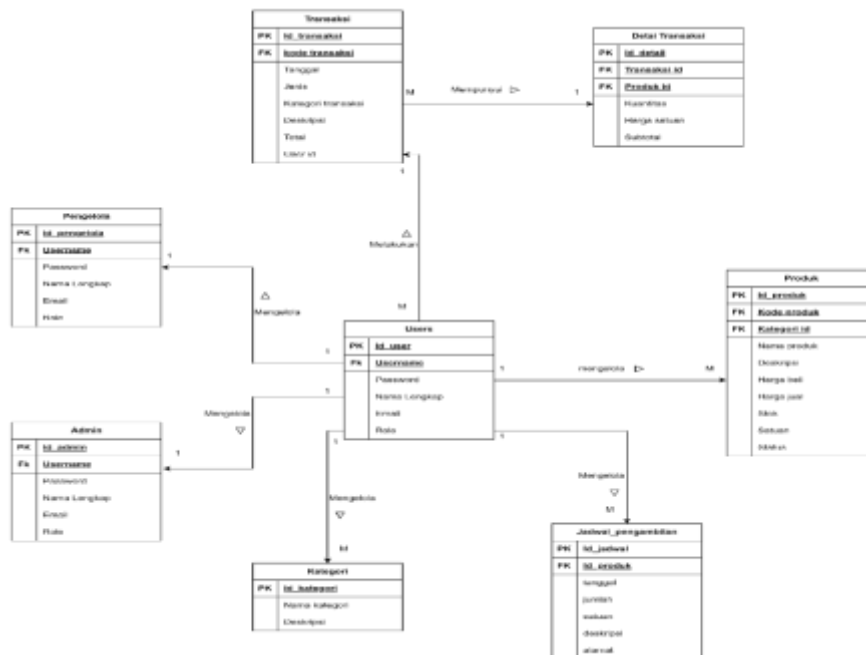 Transaksi
PK Id_transaksi
FK kode transaksi
Tanggal
Jenis
Kategori transaksi
Deskripsi
Total
User id
Detail Transaksi
PK Id_detail
FK Transaksi Id
FK Produk Id
Kuantitas
Harga satuan
Subtotal
M
Mempunyai
1
1
Melakukan
M
Pengelola
PK Id_pengelola
Fk Username
Password
Nama Lengkap
Email
Role
1
Mengelola
1
Users
PK Id_user
Fk Username
Password
Nama Lengkap
Email
Role
Produk
PK Id_produk
FK Kode produk
FK Kategori id
Nama produk
Deskripsi
Harga beli
Harga jual
Stok
Satuan
1
mengelola
M
Admin
PK Id_admin
Fk Username
Password
Nama Lengkap
Email
Role
1
Mengelola
1
1
Mengelola
M
Kategori
PK Id_kategori
Nama kategori
Deskripsi
1
Mengelola
M
Jadwal_pengambilan
PK Id_jadwal
FK Id_produk
tanggal
jumlah
satuan
deskripsi
alamat